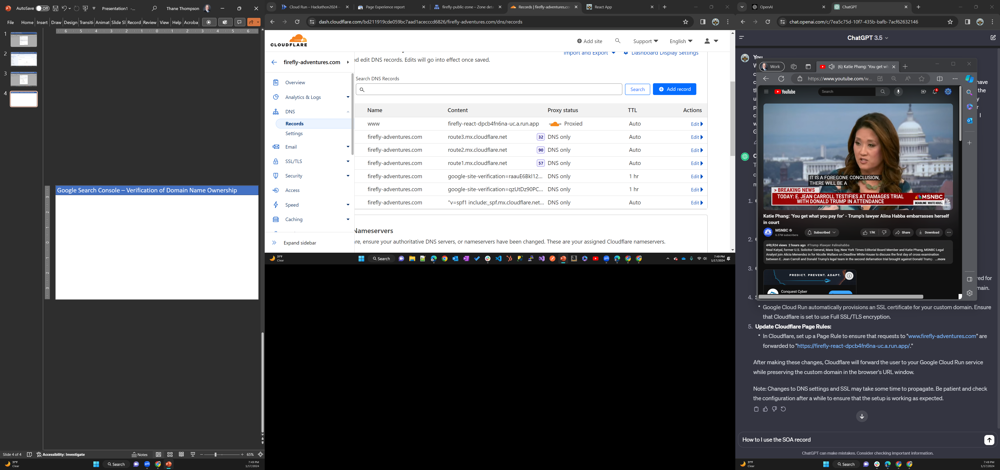 AutoSave Off Presentation1 -... Thane Thompson
File Home Insert Draw Design Transiti Animat Slide Sl Record Review View Help Acroba
6 5 4 3 2 1 0 1 2 3 4 5 6
1
2
3
4
3 2 1 0 1 2 3
Google Search Console – Verification of Domain Name Ownership
Slide 4 of 4 Accessibility: Investigate Notes 65%
31°F
Clear
Search
7:49 PM
1/17/2024
Cloud Run – Hackathon2024 –
Page Experience report
firefly-public-zone – Zone deta
Records | firefly-adventures.co
React App
dash.cloudflare.com/bd211919cde059bc7aad1acecccd6826/firefly-adventures.com/dns/records
CLOUDFLARE
Add site Support English
firefly-adventures.com
Overview
Analytics & Logs
DNS
Records
Settings
Email
SSL/TLS
Security
Access
Speed
Caching
Expand sidebar
Import and Export Dashboard Display Settings
nd edit DNS records. Edits will go into effect once saved.
Search DNS Records
Search Add record
Name Content Proxy status TTL Actions
www firefly-react-dpcb4fn6na-uc.a.run.app Proxied Auto Edit
firefly-adventures.com route3.mx.cloudflare.net 32 DNS only Auto Edit
firefly-adventures.com route2.mx.cloudflare.net 90 DNS only Auto Edit
firefly-adventures.com route1.mx.cloudflare.net 57 DNS only Auto Edit
firefly-adventures.com google-site-verification=raauE6Bkl12... DNS only 1 hr Edit
firefly-adventures.com google-site-verification=qzUtDz90PC... DNS only 1 hr Edit
firefly-adventures.com "v=spf1 include:_spf.mx.cloudflare.net... DNS only Auto Edit
Nameservers
re, ensure your authoritative DNS servers, or nameservers have been changed. These are your assigned Cloudflare nameservers.
31°F
Clear
Search
7:49 PM
1/17/2024
OpenAI
ChatGPT
chat.openai.com/c/7ea5c75d-10f7-435b-bafb-7acf62632146
ChatGPT 3.5
You
have
the
y
r
I
Work
(6) Katie Phang: 'You get wh
https://www.youtube.com/w...
YouTube
Search
6
IT IS A FOREGONE CONCLUSION,
THERE WILL BE A
> BREAKING NEWS
TODAY: E. JEAN CARROLL TESTIFIES AT DAMAGES TRIAL
WITH DONALD TRUMP IN ATTENDANCE
MSNBC
DEADLINE WHITE HOUS
Katie Phang: 'You get what you pay for' - Trump's lawyer Alina Habba embarrasses herself
in court
MSNBC
6.37M subscribers
Subscribed 13K Share Download
440,624 views 2 hours ago #Trump #lawyer #alinahabba
Neal Katyal, former U.S. Solicitor General, Mara Gay, New York Times Editorial Board Member and Katie Phang, MSNBC Legal
Analyst join Alicia Menendez in for Nicolle Wallace on Deadline White House to discuss the first day of cross examination
between E. Jean Carroll and Donald Trump's legal team in the second defamation trial brought against Donald Trump. ...more
PREDICT. PREVENT. ADAPT.
Conquest Cyber
1.
2.
3.
red for
main.
4.
• Google Cloud Run automatically provisions an SSL certificate for your custom domain. Ensure
that Cloudflare is set to use Full SSL/TLS encryption.
5. Update Cloudflare Page Rules:
• In Cloudflare, set up a Page Rule to ensure that requests to "www.firefly-adventures.com" are
forwarded to "https://firefly-react-dpcb4fn6na-uc.a.run.app/."
After making these changes, Cloudflare will forward the user to your Google Cloud Run service
while preserving the custom domain in the browser's URL window.
Note: Changes to DNS settings and SSL may take some time to propagate. Be patient and check
the configuration after a while to ensure that the setup is working as expected.
How to I use the SOA record
ChatGPT can make mistakes. Consider checking important information.
31°F
Clear
Search
7:49 PM
1/17/2024